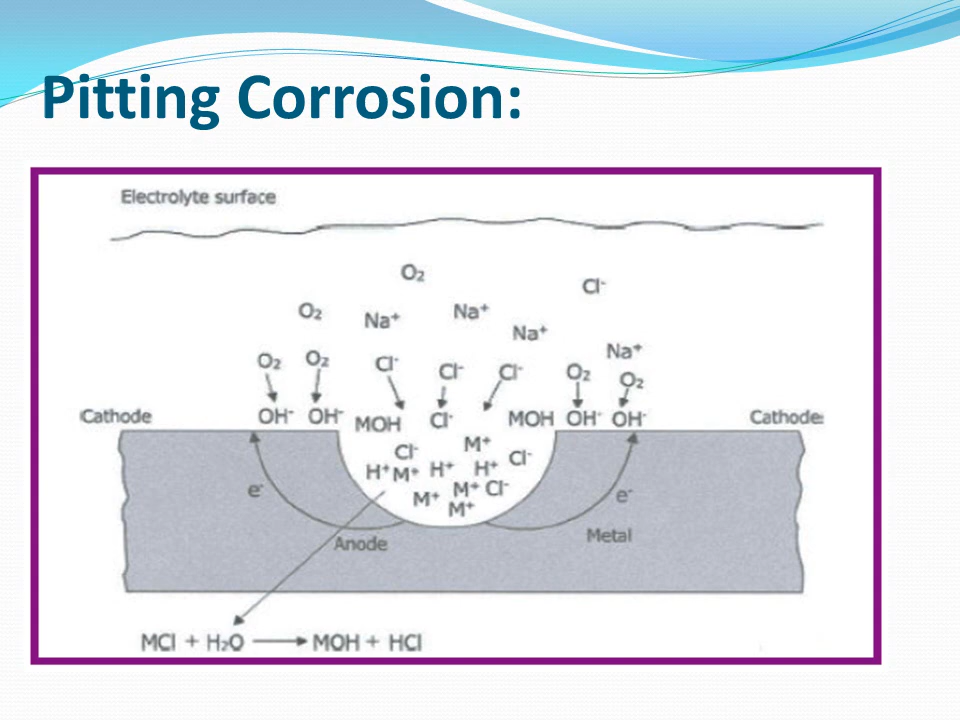 Pitting Corrosion:
Electrolyte surface
O₂
Cl⁻
O₂ Na⁺ Na⁺
Na⁺
Na⁺
O₂ O₂ Cl⁻ Cl⁻ Cl⁻ O₂ O₂
Cathode OH⁻ OH⁻ MOH Cl⁻ MOH OH⁻ OH⁻ Cathode
Cl⁻ M⁺ Cl⁻
H⁺ M⁺ H⁺ H⁺
e⁻ M⁺ M⁺ Cl⁻ e⁻
M⁺
Anode Metal
MCl + H₂O ⟶ MOH + HCl